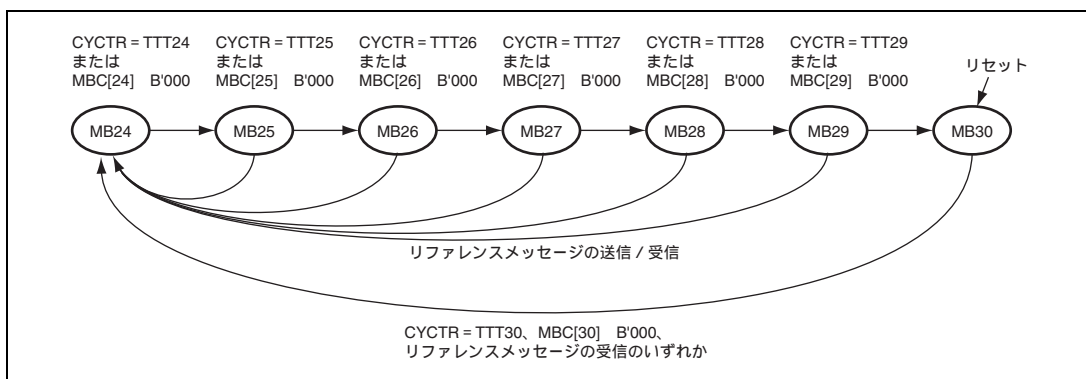 CYCTR = TTT24
または
MBC[24] B'000
CYCTR = TTT25
または
MBC[25] B'000
CYCTR = TTT26
または
MBC[26] B'000
CYCTR = TTT27
または
MBC[27] B'000
CYCTR = TTT28
または
MBC[28] B'000
CYCTR = TTT29
または
MBC[29] B'000
リセット
MB24
MB25
MB26
MB27
MB28
MB29
MB30
リファレンスメッセージの送信 / 受信
CYCTR = TTT30、MBC[30] B'000、
リファレンスメッセージの受信のいずれか